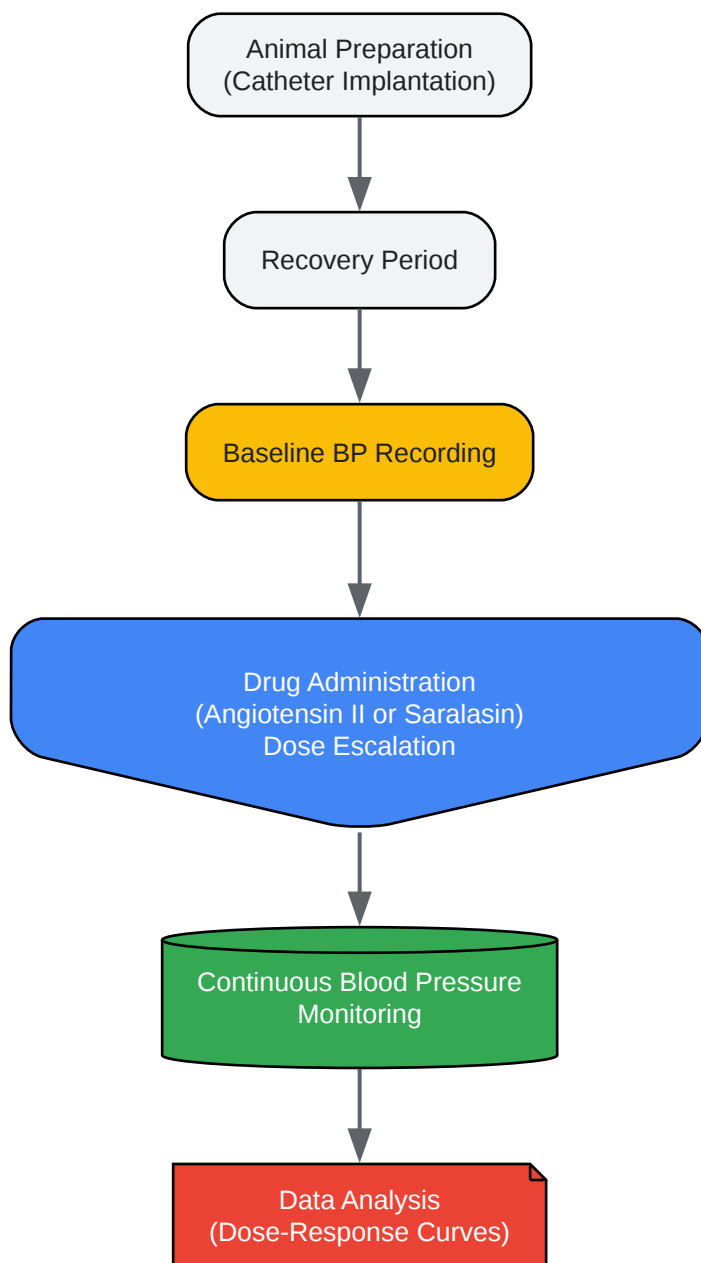 Animal Preparation
(Catheter Implantation)
Recovery Period
Baseline BP Recording
Drug Administration
(Angiotensin II or Saralasin)
Dose Escalation
Continuous Blood Pressure
Monitoring
Data Analysis
(Dose-Response Curves)